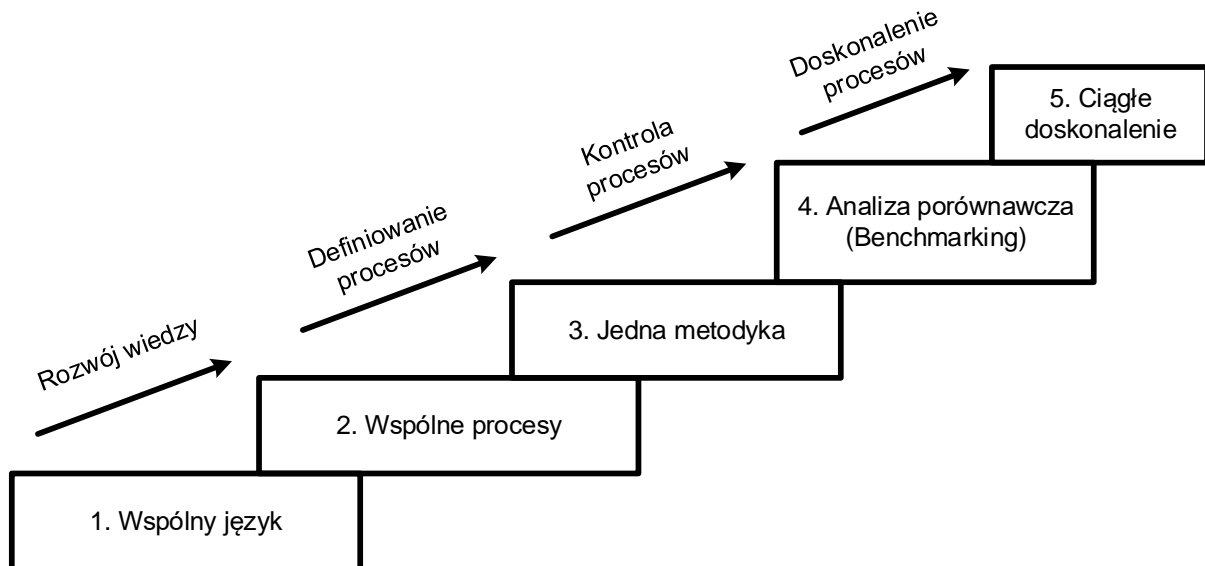 Doskonalenie
procesów
5. Ciągłe
doskonalenie
Kontrola
procesów
4. Analiza porównawcza
(Benchmarking)
Definiowanie
procesów
3. Jedna metodyka
Rozwój wiedzy
2. Wspólne procesy
1. Wspólny język